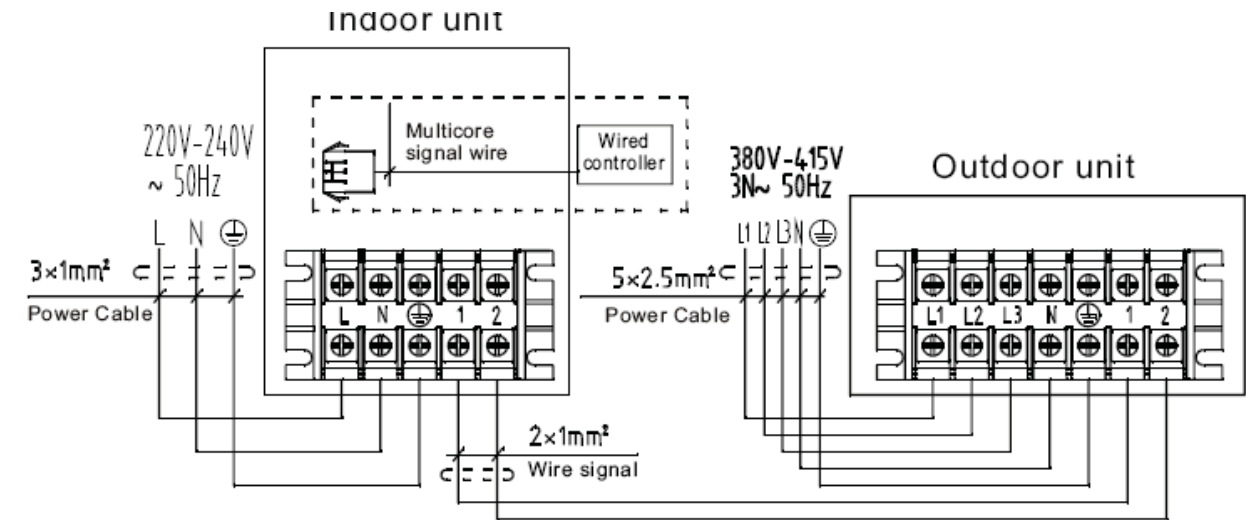 Indoor unit
220V-240V
~ 50Hz
L N
3×1mm²
Power Cable
Multicore
signal wire
Wired
controller
L N 1 2
2×1mm²
Wire signal
380V-415V
3N~ 50Hz
L1 L2 L3 N
5×2.5mm²
Power Cable
Outdoor unit
L1 L2 L3 N 1 2